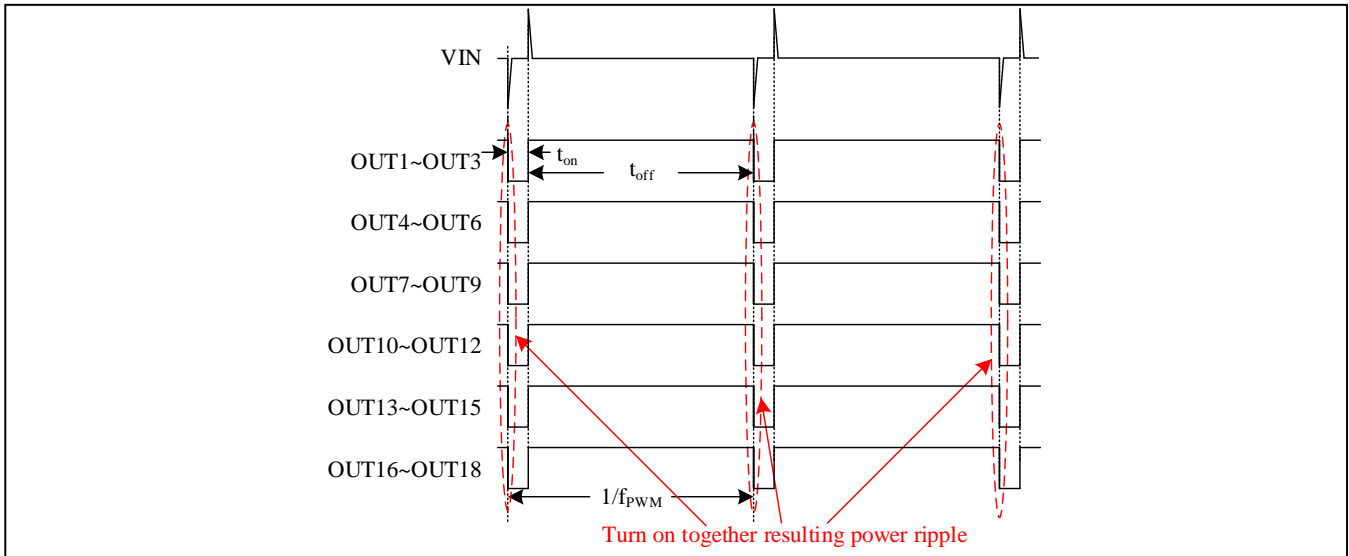 VIN
OUT1~OUT3
ton
toff
OUT4~OUT6
OUT7~OUT9
OUT10~OUT12
OUT13~OUT15
OUT16~OUT18
1/fPWM
Turn on together resulting power ripple